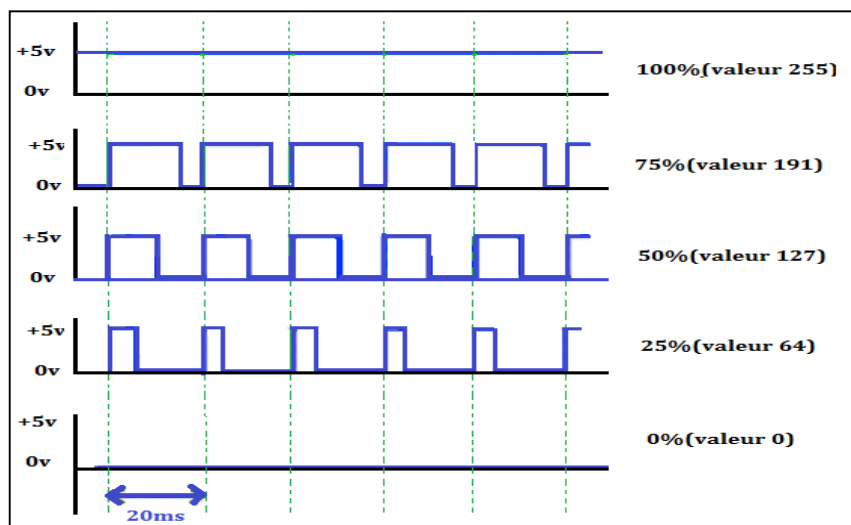 +5v
0v
100%(valeur 255)
+5v
0v
75%(valeur 191)
+5v
0v
50%(valeur 127)
+5v
0v
25%(valeur 64)
+5v
0v
0%(valeur 0)
20ms